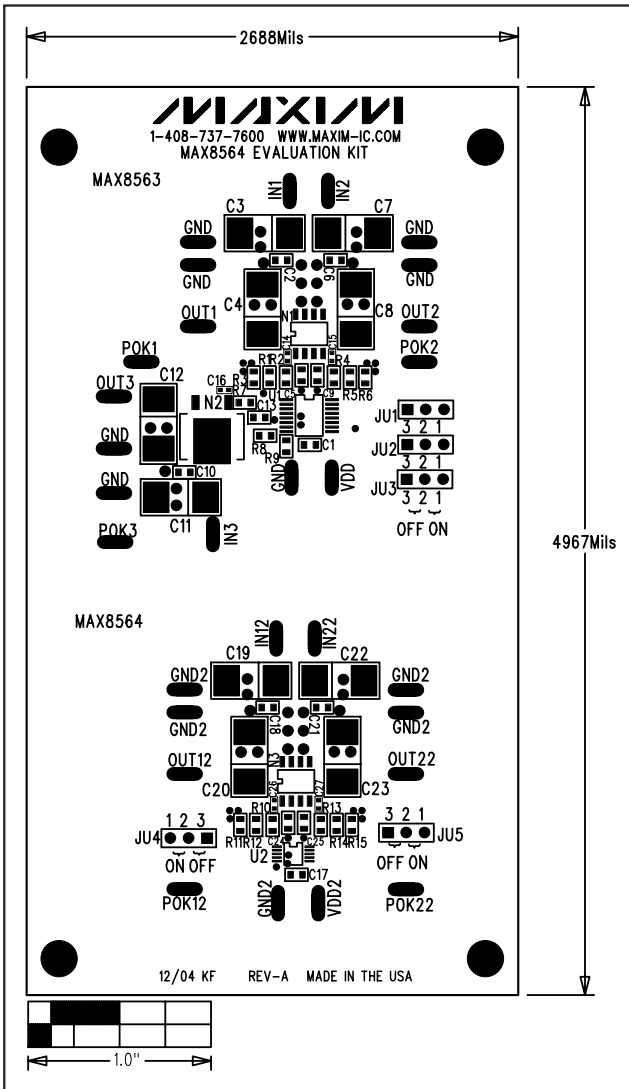 2688Mils
MAXIM
1-408-737-7600 WWW.MAXIM-IC.COM
MAX8564 EVALUATION KIT
MAX8563
IN1 IN2
C3 C7
GND GND
C2 C6
GND GND
C4 C8
OUT1 N1 OUT2
C14 C15
POK1 R1 R2 R4 POK2
C12 R3
OUT3 C16 R7 U1 C5 C9 R5 R6
N2 C13 JU1
3 2 1
GND R8 C1 JU2
R9 3 2 1
C10 GND VDD JU3
GND 3 2 1
C11 OFF ON
POK3 IN3
4967Mils
MAX8564
IN12 IN22
C19 C22
GND2 GND2
C18 C21
GND2 GND2
OUT12 OUT22
C20 C23
C26 C27
R10 R13
1 2 3 3 2 1
JU4 R11 R12 C24 C25 R14 R15 JU5
ON OFF U2 OFF ON
C17
POK12 GND2 VDD2 POK22
12/04 KF REV-A MADE IN THE USA
1.0"